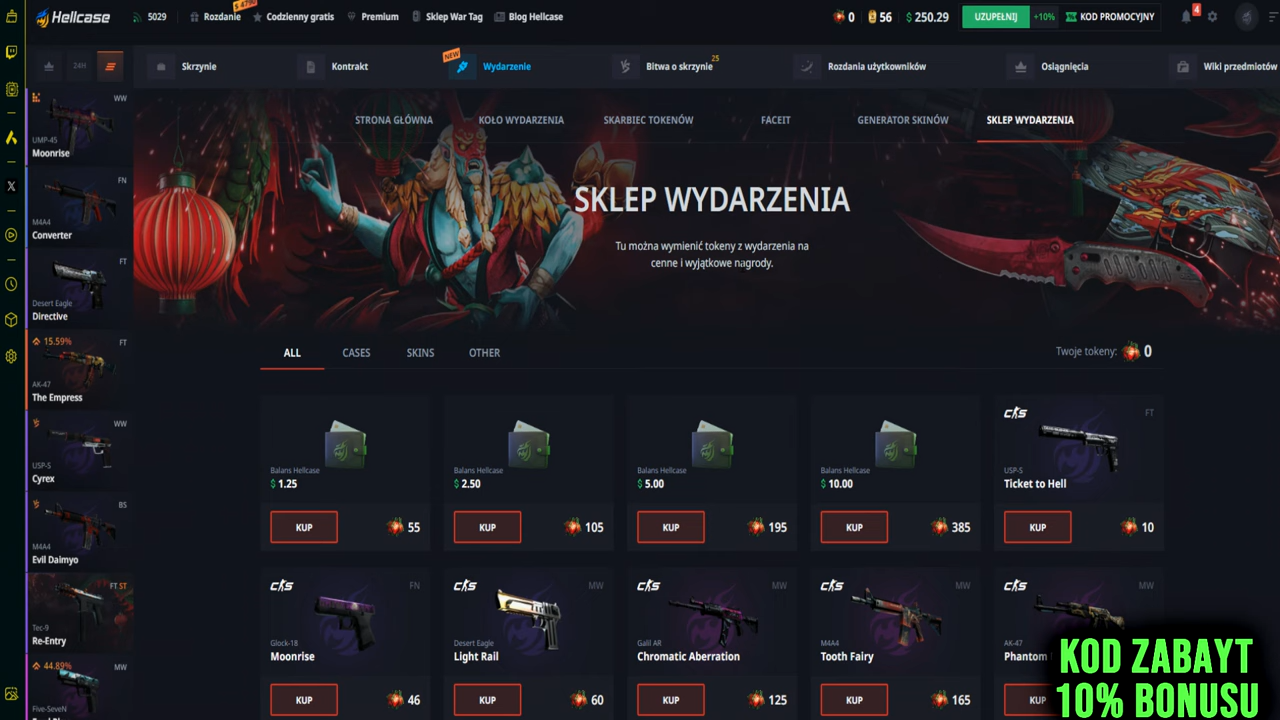 Hellcase
5029
$ 4790
Rozdanie
Codzienny gratis
Premium
Sklep War Tag
Blog Hellcase
0
56
$ 250.29
UZUPEŁNIJ
+10%
KOD PROMOCYJNY
4
24H
Skrzynie
Kontrakt
NEW
Wydarzenie
Bitwa o skrzynie
25
Rozdania użytkowników
Osiągnięcia
Wiki przedmiotów
STRONA GŁÓWNA
KOŁO WYDARZENIA
SKARBIEC TOKENÓW
FACEIT
GENERATOR SKINÓW
SKLEP WYDARZENIA
SKLEP WYDARZENIA
Tu można wymienić tokeny z wydarzenia na
cenne i wyjątkowe nagrody.
WW
UMP-45
Moonrise
FN
M4A4
Converter
FT
Desert Eagle
Directive
15.59%
FT
AK-47
The Empress
WW
USP-S
Cyrex
BS
M4A4
Evil Daimyo
FT ST
Tec-9
Re-Entry
44.89%
MW
Five-SeveN
ALL
CASES
SKINS
OTHER
Twoje tokeny:
0
Balans Hellcase
$ 1.25
KUP
55
Balans Hellcase
$ 2.50
KUP
105
Balans Hellcase
$ 5.00
KUP
195
Balans Hellcase
$ 10.00
KUP
385
FT
USP-S
Ticket to Hell
KUP
10
FN
Glock-18
Moonrise
KUP
46
MW
Desert Eagle
Light Rail
KUP
60
MW
Galil AR
Chromatic Aberration
KUP
125
MW
M4A4
Tooth Fairy
KUP
165
MW
AK-47
Phantom
KUP
KOD ZABAYT
10% BONUSU